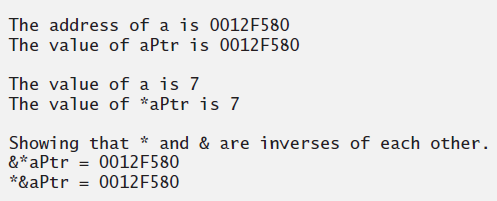 The address of a is 0012F580
The value of aPtr is 0012F580
The value of a is 7
The value of *aPtr is 7
Showing that * and & are inverses of each other.
&*aPtr = 0012F580
*&aPtr = 0012F580